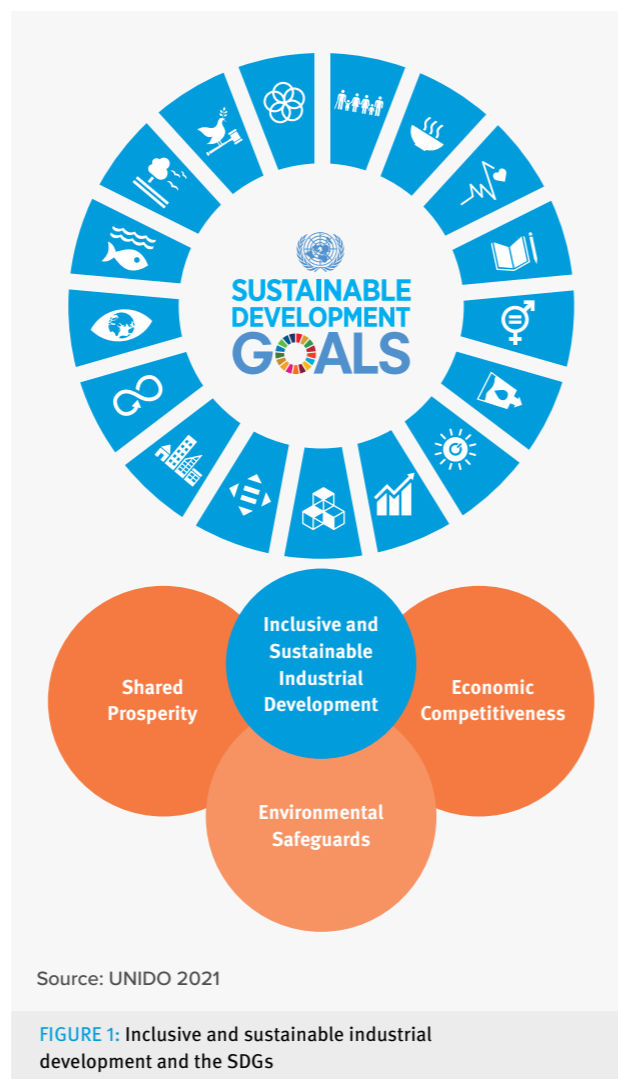 SUSTAINABLE
DEVELOPMENT
GOALS
Inclusive and
Sustainable
Industrial
Development
Shared
Prosperity
Economic
Competitiveness
Environmental
Safeguards
Source: UNIDO 2021
FIGURE 1: Inclusive and sustainable industrial
development and the SDGs